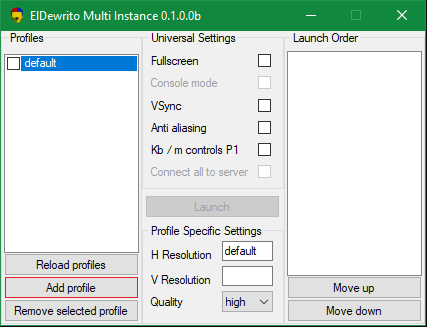 ElDewrito Multi Instance 0.1.0.0b
Profiles
default
Reload profiles
Add profile
Remove selected profile
Universal Settings
Fullscreen
Console mode
VSync
Anti aliasing
Kb / m controls P1
Connect all to server
Launch
Profile Specific Settings
H Resolution default
V Resolution
Quality high
Launch Order
Move up
Move down